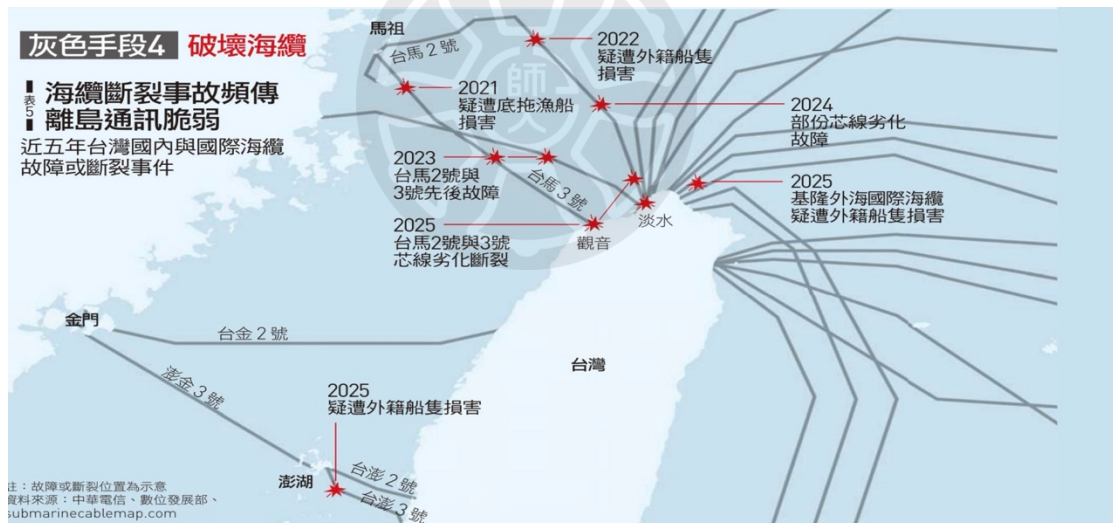 灰色手段4 破壞海纜
表5
海纜斷裂事故頻傳
離島通訊脆弱
近五年台灣國內與國際海纜
故障或斷裂事件
馬祖
台馬2號
2022
疑遭外籍船隻
損害
2021
疑遭底拖漁船
損害
師大
2024
部份芯線劣化
故障
2023
台馬2號與
3號先後故障
台馬3號
2025
基隆外海國際海纜
疑遭外籍船隻損害
淡水
2025
台馬2號與3號
芯線劣化斷裂
觀音
金門
台金2號
台灣
澎金3號
2025
疑遭外籍船隻損害
澎湖
台澎2號
台澎3號
註：故障或斷裂位置為示意
資料來源：中華電信、數位發展部、
submarinecablemap.com